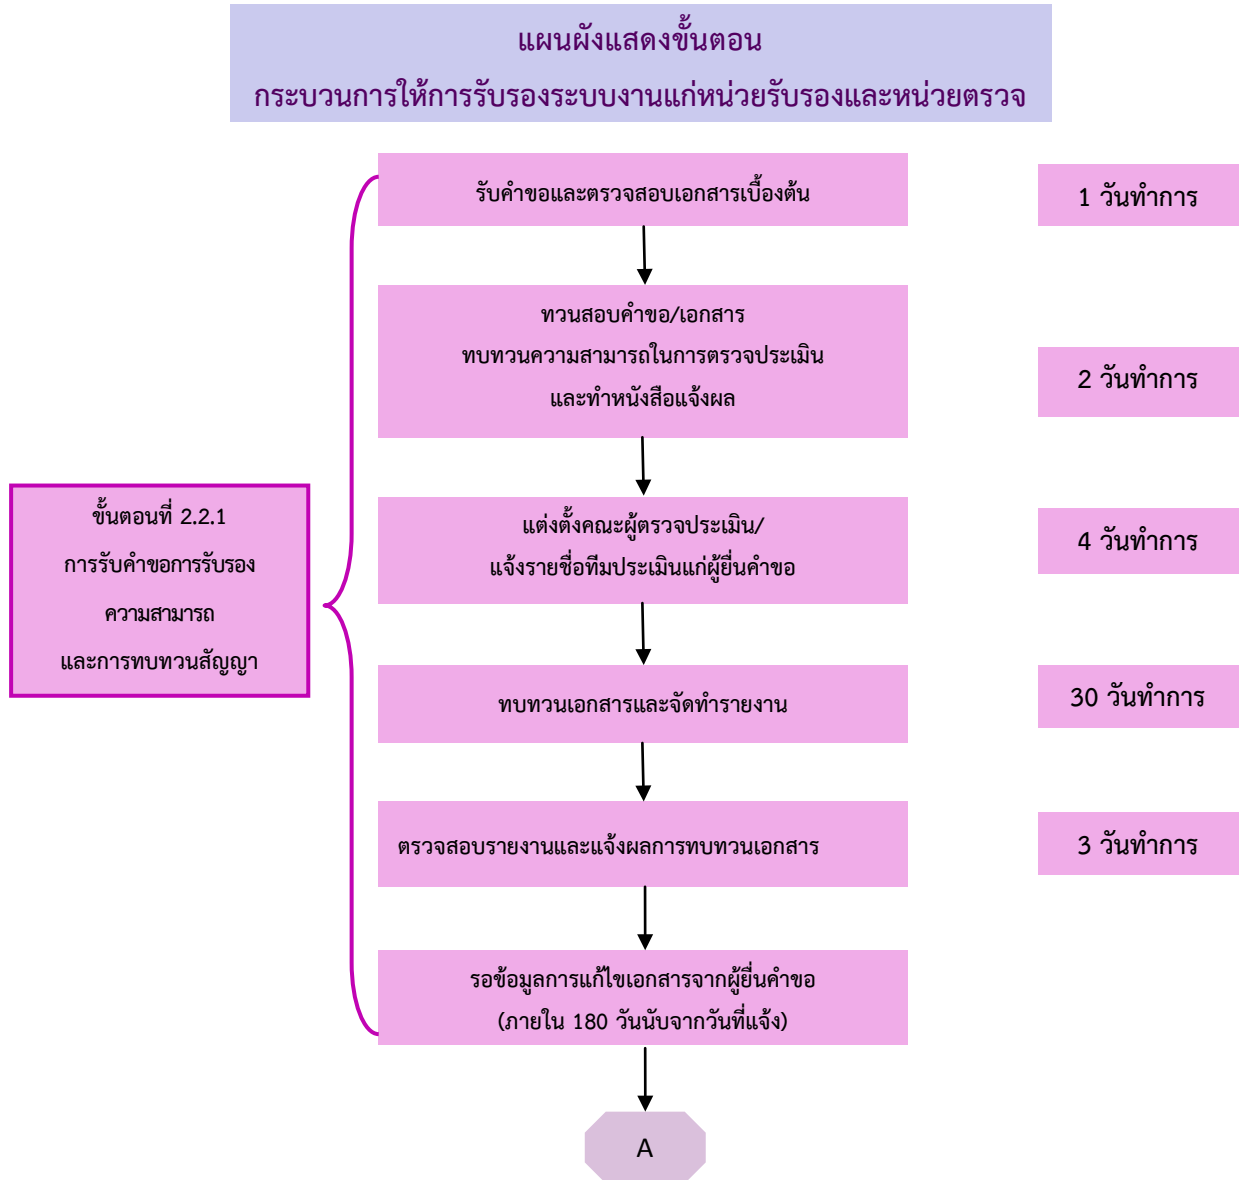 แผนผังแสดงขั้นตอน
กระบวนการให้การรับรองระบบงานแก่หน่วยรับรองและหน่วยตรวจ
รับคำขอและตรวจสอบเอกสารเบื้องต้น
1 วันทำการ
ทวนสอบคำขอ/เอกสาร
ทบทวนความสามารถในการตรวจประเมิน
และทำหนังสือแจ้งผล
2 วันทำการ
ขั้นตอนที่ 2.2.1
การรับคำขอการรับรอง
ความสามารถ
และการทบทวนสัญญา
แต่งตั้งคณะผู้ตรวจประเมิน/
แจ้งรายชื่อทีมประเมินแก่ผู้ยื่นคำขอ
4 วันทำการ
ทบทวนเอกสารและจัดทำรายงาน
30 วันทำการ
ตรวจสอบรายงานและแจ้งผลการทบทวนเอกสาร
3 วันทำการ
รอข้อมูลการแก้ไขเอกสารจากผู้ยื่นคำขอ
(ภายใน 180 วันนับจากวันที่แจ้ง)
A